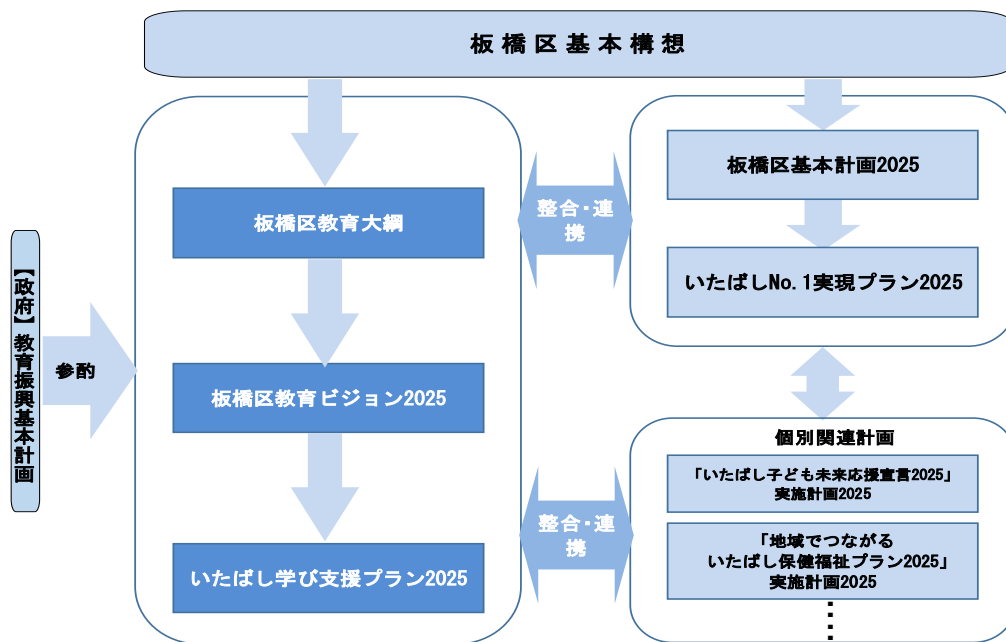 板橋区基本構想
【政府】教育振興基本計画
参酌
板橋区教育大綱
板橋区教育ビジョン2025
いたばし学び支援プラン2025
整合・連
携
整合・連
携
板橋区基本計画2025
いたばしNo.1実現プラン2025
個別関連計画
「いたばし子ども未来応援宣言2025」
実施計画2025
「地域でつながる
いたばし保健福祉プラン2025」
実施計画2025